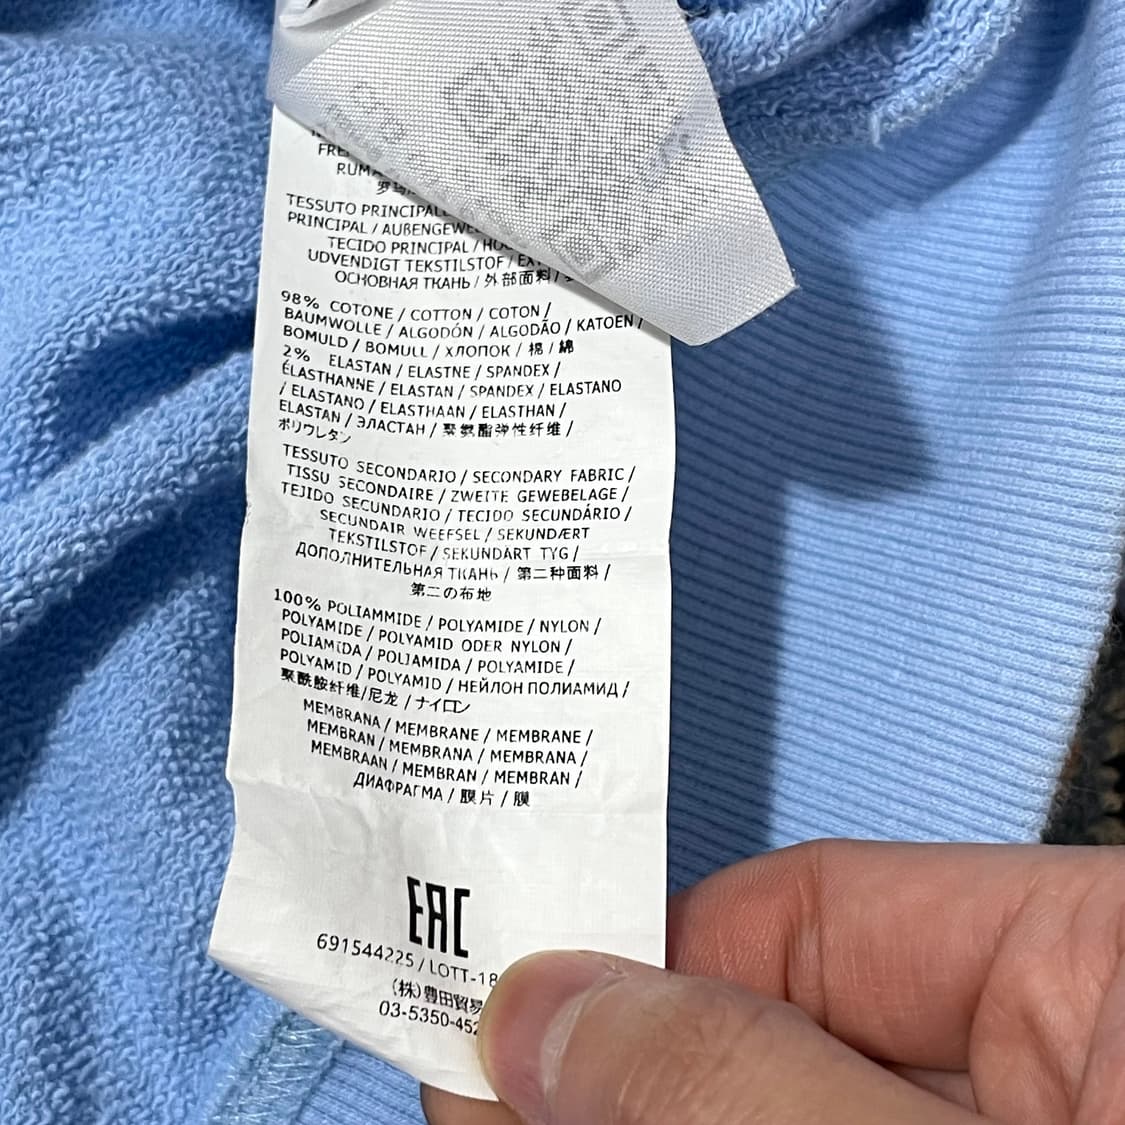 TESSUTO PRINCIPALE
PRINCIPAL /
TECIDO PRINCIPAL /
UDVENDIGT TEKSTILSTOF /
ОСНОВНАЯ ТКАНЬ / 外部面料 /
98% COTONE / COTTON / COTON /
BAUMWOLLE / ALGODÓN / ALGODÃO / KATOEN /
BOMULD / BOMULL / ХЛОПОК / 棉 / 綿
2% ELASTAN / ELASTNE / SPANDEX /
ÉLASTHANNE / ELASTAN / SPANDEX / ELASTANO
/ ELASTANO / ELASTHAAN / ELASTHAN /
ELASTAN / ЭЛАСТАН / 聚氨酯弹性纤维 /
ポリウレタン
TESSUTO SECONDARIO / SECONDARY FABRIC /
TISSU SECONDAIRE / ZWEITE GEWEBELAGE /
TEJIDO SECUNDARIO / TECIDO SECUNDÁRIO /
SECUNDAIR WEEFSEL / SEKUNDÆRT
TEKSTILSTOF / SEKUNDÄRT TYG /
ДОПОЛНИТЕЛЬНАЯ ТКАНЬ / 第二种面料 /
第二の布地
100% POLIAMMIDE / POLYAMIDE / NYLON /
POLYAMIDE / POLYAMID ODER NYLON /
POLIAMIDA / POLIAMIDA / POLYAMIDE /
POLYAMID / POLYAMID / НЕЙЛОН ПОЛИАМИД /
聚酰胺纤维/尼龙 / ナイロン
MEMBRANA / MEMBRANE / MEMBRANE /
MEMBRAN / MEMBRANA / MEMBRANA /
MEMBRAAN / MEMBRAN / MEMBRAN /
ДИАФРАГМА / 膜片 / 膜
EAC
691544225 / LOTT-18
(株)豊田貿易
03-5350-452